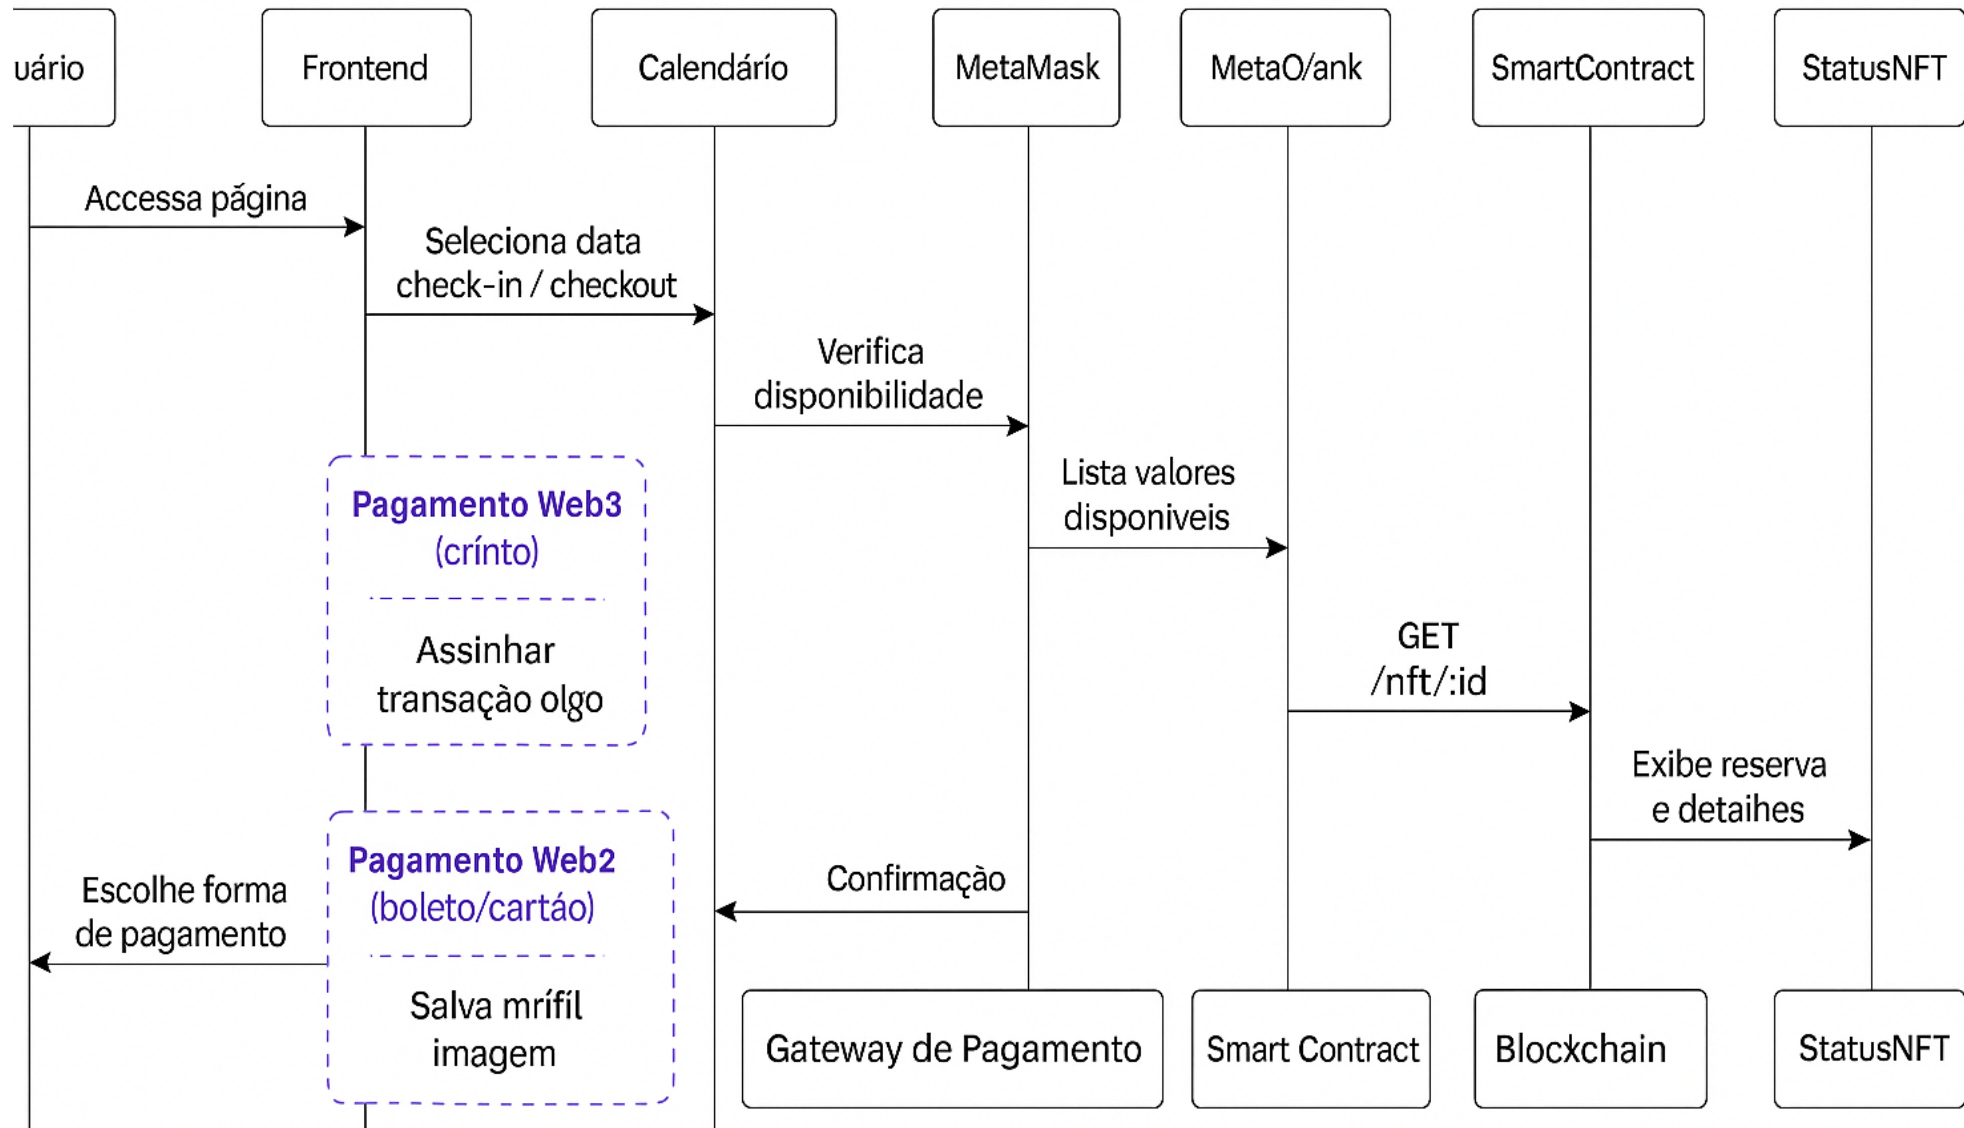 uário
Frontend
Calendárío
MetaMask
MetaO/ank
SmartContract
StatusNFT
Accessa página
Seleciona data
check-in / checkout
Verifica
disponibilidade
Lista valores
disponiveis
Pagamento Web3
(crínto)
Assinhar
transação olgo
GET
/nft/:id
Exibe reserva
e detaihes
Pagamento Web2
(boleto/cartáo)
Salva mrífíl
imagem
Escolhe forma
de pagamento
Confirmação
Gateway de Pagamento
Smart Contract
Blockchain
StatusNFT